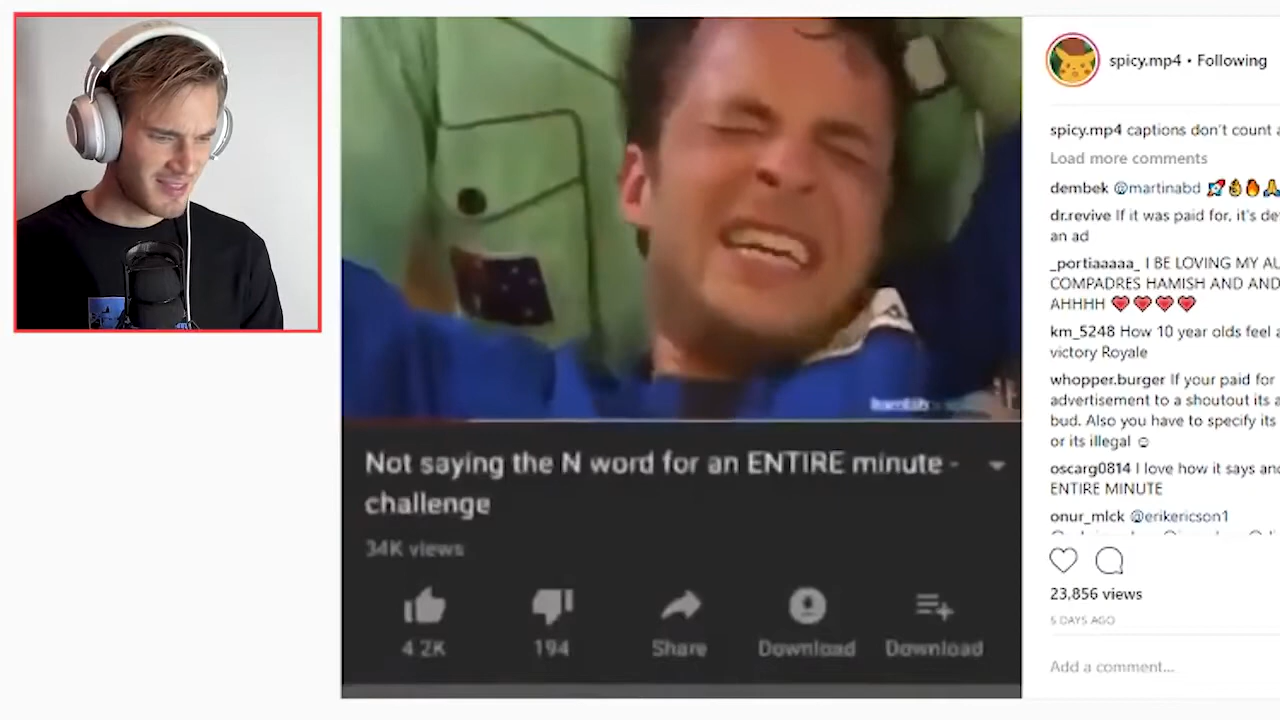 spicy.mp4 • Following
spicy.mp4 captions don't count a
Load more comments
dembek @martinabd 🚀👌🔥🙏
dr.revive If it was paid for, it's de
an ad
_portiaaaaa_ I BE LOVING MY AU
COMPADRES HAMISH AND AND
AHHHH ❤️❤️❤️❤️
km_5248 How 10 year olds feel a
victory Royale
whopper.burger If your paid for
advertisement to a shoutout its a
bud. Also you have to specify its
or its illegal ☺
oscarg0814 I love how it says and
ENTIRE MINUTE
onur_mlck @erikericson1
23,856 views
5 DAYS AGO
Add a comment...
Not saying the N word for an ENTIRE minute -
challenge
34K views
4.2K
194
Share
Download
Download